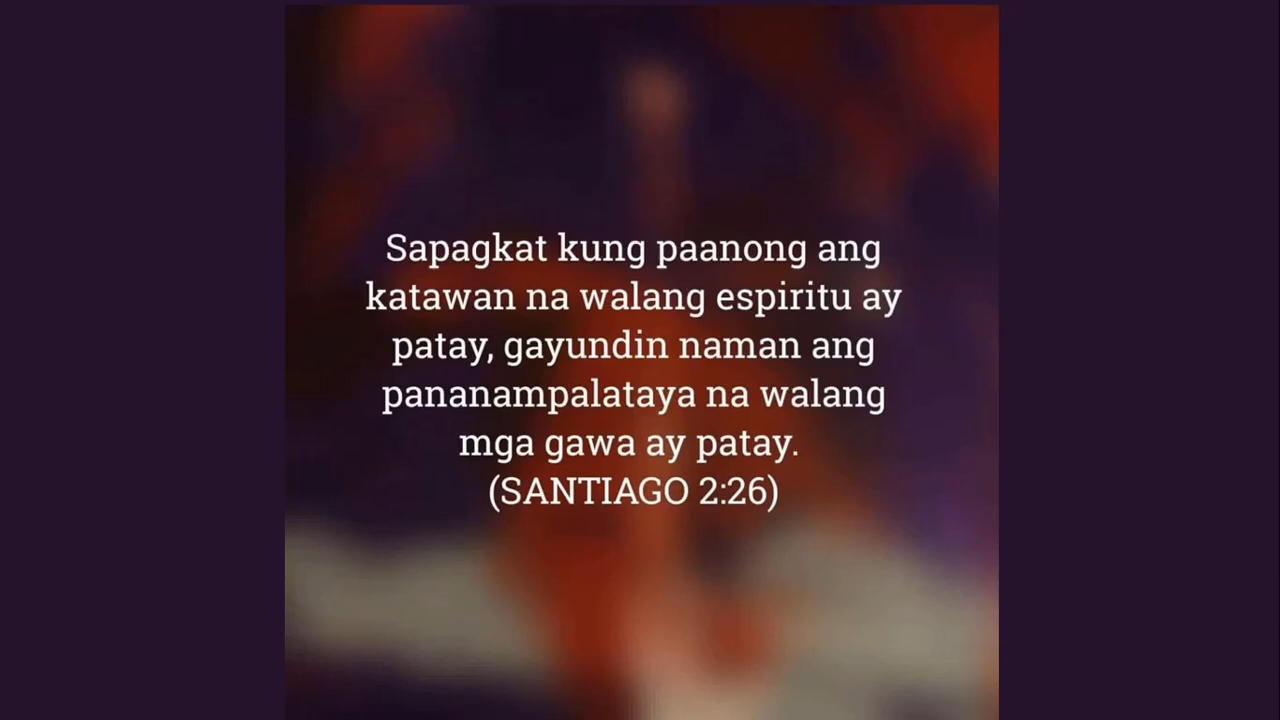 Sapagkat kung paanong ang
katawan na walang espiritu ay
patay, gayundin naman ang
pananampalataya na walang
mga gawa ay patay.
(SANTIAGO 2:26)